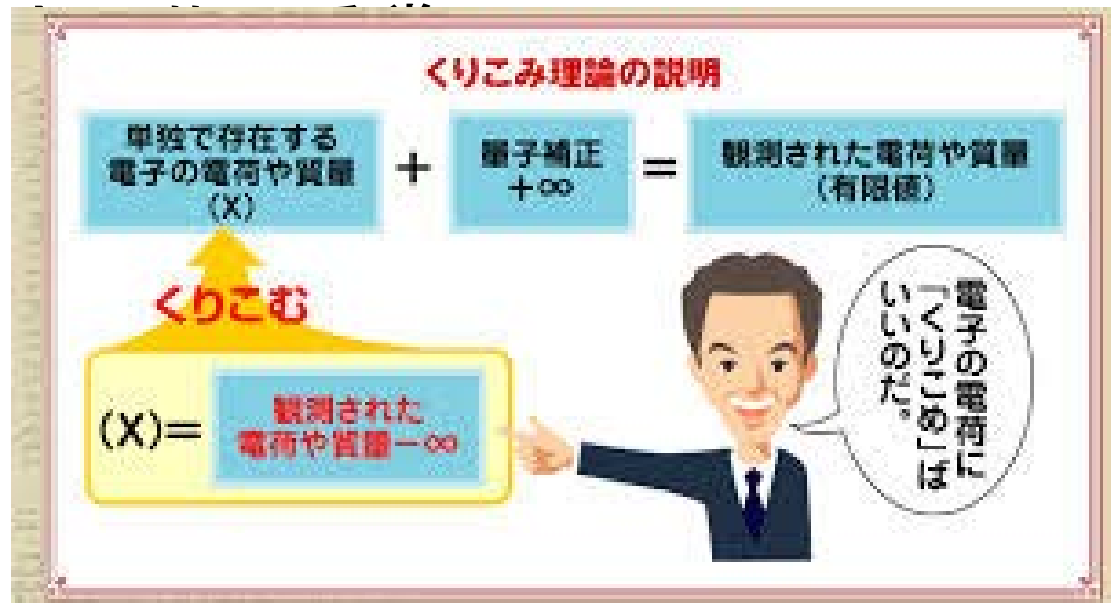 くりこみ理論の説明
単独で存在する
電子の電荷や質量
(X)
+
量子補正
+∞
=
観測された電荷や質量
(有限値)
くりこむ
(X)=
観測された
電荷や質量ー∞
電子の電荷に
「くりこめ」ば
いいのだ。